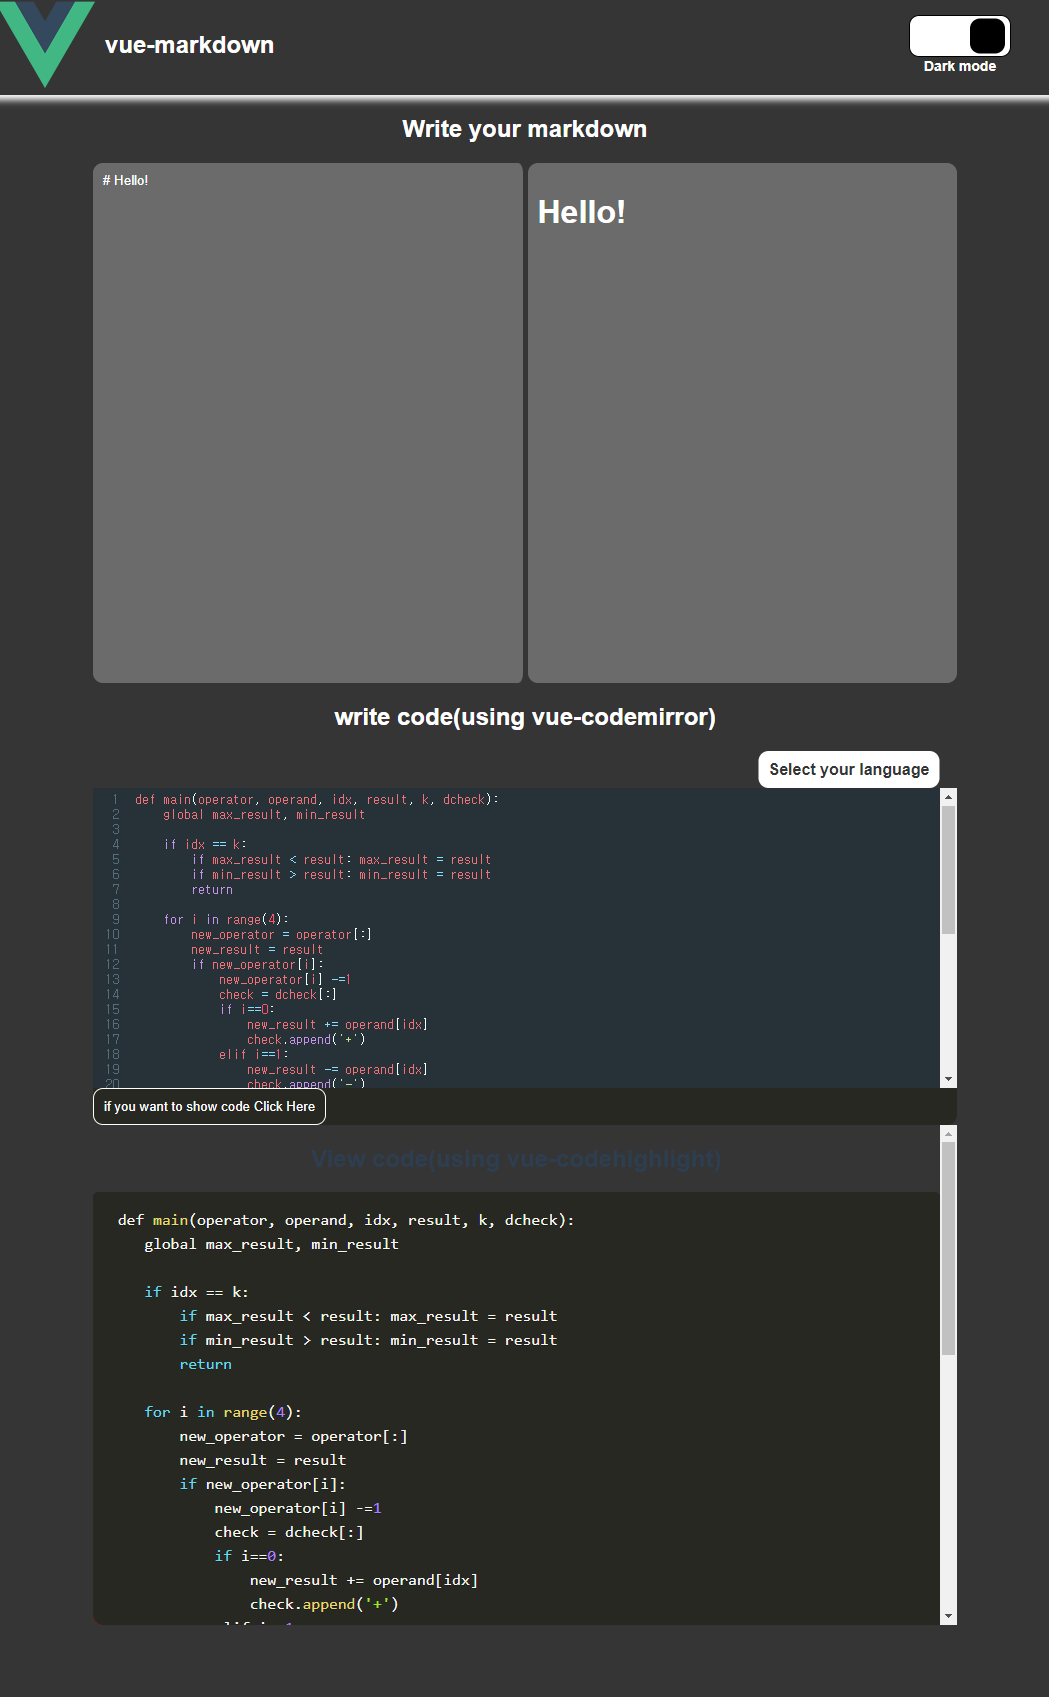 vue-markdown
Dark mode
Write your markdown
# Hello!
Hello!
write code(using vue-codemirror)
Select your language
1 def main(operator, operand, idx, result, k, dcheck):
2     global max_result, min_result
3
4     if idx == k:
5         if max_result < result: max_result = result
6         if min_result > result: min_result = result
7         return
8
9     for i in range(4):
10         new_operator = operator[:]
11         new_result = result
12         if new_operator[i]:
13             new_operator[i] -=1
14             check = dcheck[:]
15             if i==0:
16                 new_result += operand[idx]
17                 check.append('+')
18             elif i==1:
19                 new_result -= operand[idx]
20                 check.append('-')
if you want to show code Click Here
View code(using vue-codehighlight)
def main(operator, operand, idx, result, k, dcheck):
   global max_result, min_result

   if idx == k:
       if max_result < result: max_result = result
       if min_result > result: min_result = result
       return

   for i in range(4):
       new_operator = operator[:]
       new_result = result
       if new_operator[i]:
           new_operator[i] -=1
           check = dcheck[:]
           if i==0:
               new_result += operand[idx]
               check.append('+')